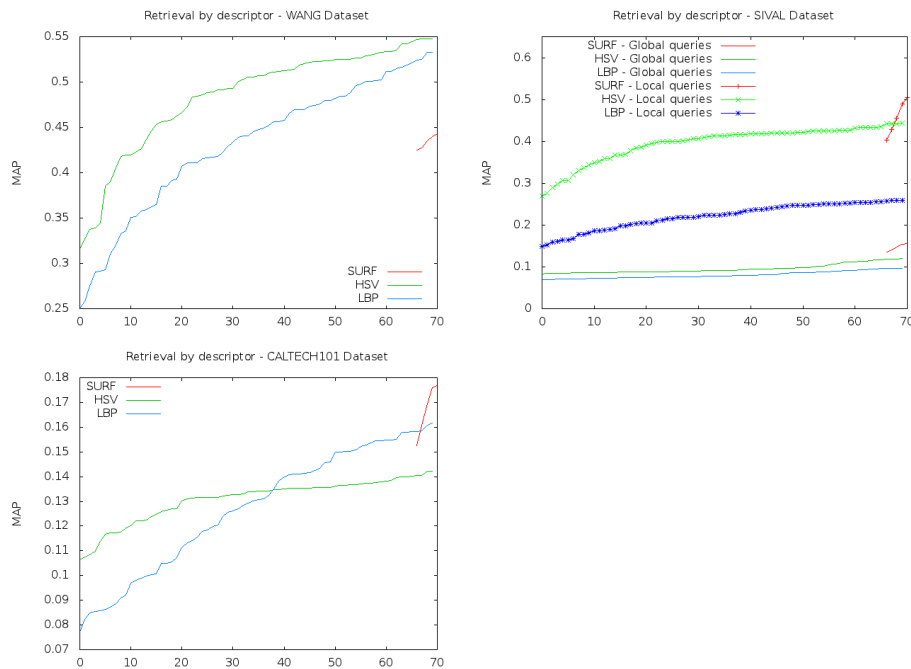 Retrieval by descriptor - WANG Dataset
0.55
0.5
0.45
0.4
0.35
0.3
0.25
MAP
SURF
HSV
LBP
0 10 20 30 40 50 60 70
Retrieval by descriptor - SIVAL Dataset
0.6
0.5
0.4
0.3
0.2
0.1
0
MAP
SURF - Global queries
HSV - Global queries
LBP - Global queries
SURF - Local queries
HSV - Local queries
LBP - Local queries
0 10 20 30 40 50 60 70
Retrieval by descriptor - CALTECH101 Dataset
0.18
0.17
0.16
0.15
0.14
0.13
0.12
0.11
0.1
0.09
0.08
0.07
MAP
SURF
HSV
LBP
0 10 20 30 40 50 60 70